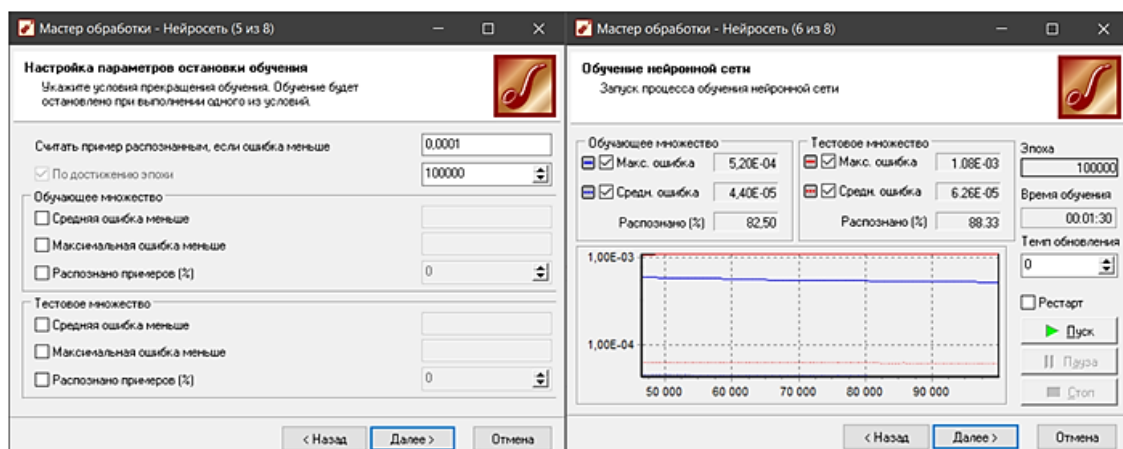 Мастер обработки - Нейросеть (5 из 8)
Настройка параметров остановки обучения
Укажите условия прекращения обучения. Обучение будет
остановлено при выполнении одного из условий.
Считать пример распознанным, если ошибка меньше 0,0001
По достижению эпохи 100000
Обучающее множество
Средняя ошибка меньше
Максимальная ошибка меньше
Распознано примеров (%) 0
Тестовое множество
Средняя ошибка меньше
Максимальная ошибка меньше
Распознано примеров (%) 0
< Назад Далее > Отмена
Мастер обработки - Нейросеть (6 из 8)
Обучение нейронной сети
Запуск процесса обучения нейронной сети
Обучающее множество
Макс. ошибка 5,20E-04
Средн. ошибка 4,40E-05
Распознано (%) 82,50
Тестовое множество
Макс. ошибка 1.08E-03
Средн. ошибка 6.26E-05
Распознано (%) 88.33
Эпоха
100000
Время обучения
00:01:30
Темп обновления
0
Рестарт
Пуск
Пауза
Стоп
1,00E-03
1,00E-04
50 000 60 000 70 000 80 000 90 000
< Назад Далее > Отмена